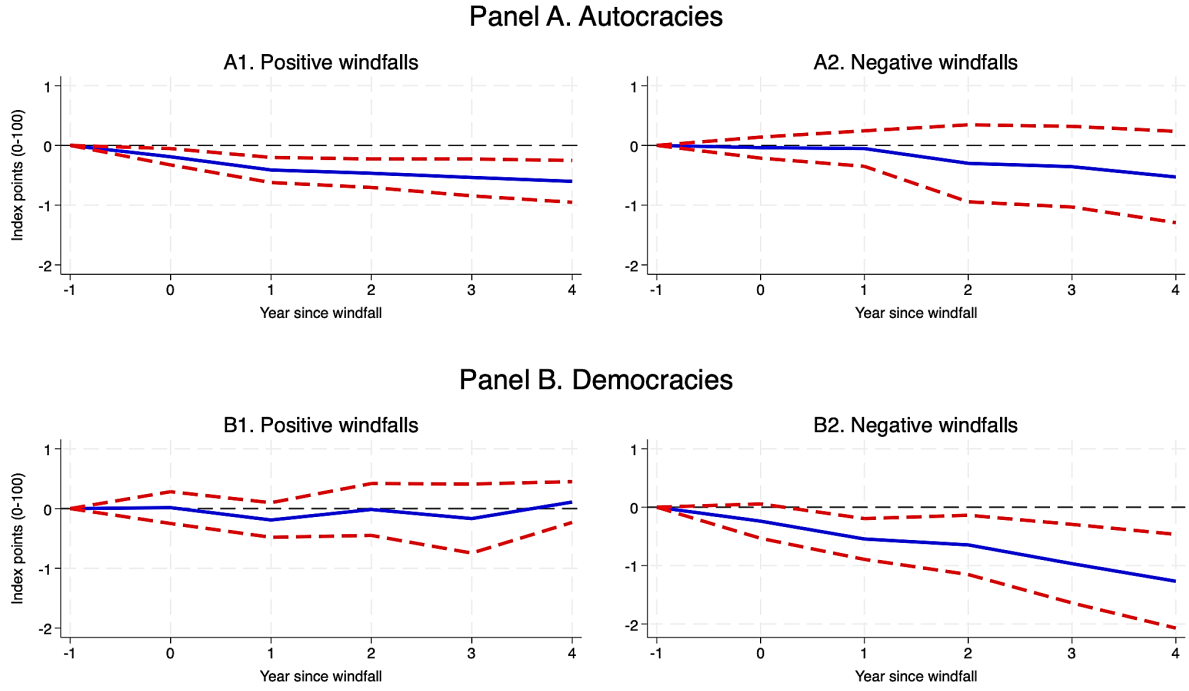 Panel A. Autocracies
A1. Positive windfalls
1
0
-1
-2
Index points (0-100)
-1 0 1 2 3 4
Year since windfall
A2. Negative windfalls
1
0
-1
-2
-1 0 1 2 3 4
Year since windfall
Panel B. Democracies
B1. Positive windfalls
1
0
-1
-2
Index points (0-100)
-1 0 1 2 3 4
Year since windfall
B2. Negative windfalls
1
0
-1
-2
-1 0 1 2 3 4
Year since windfall